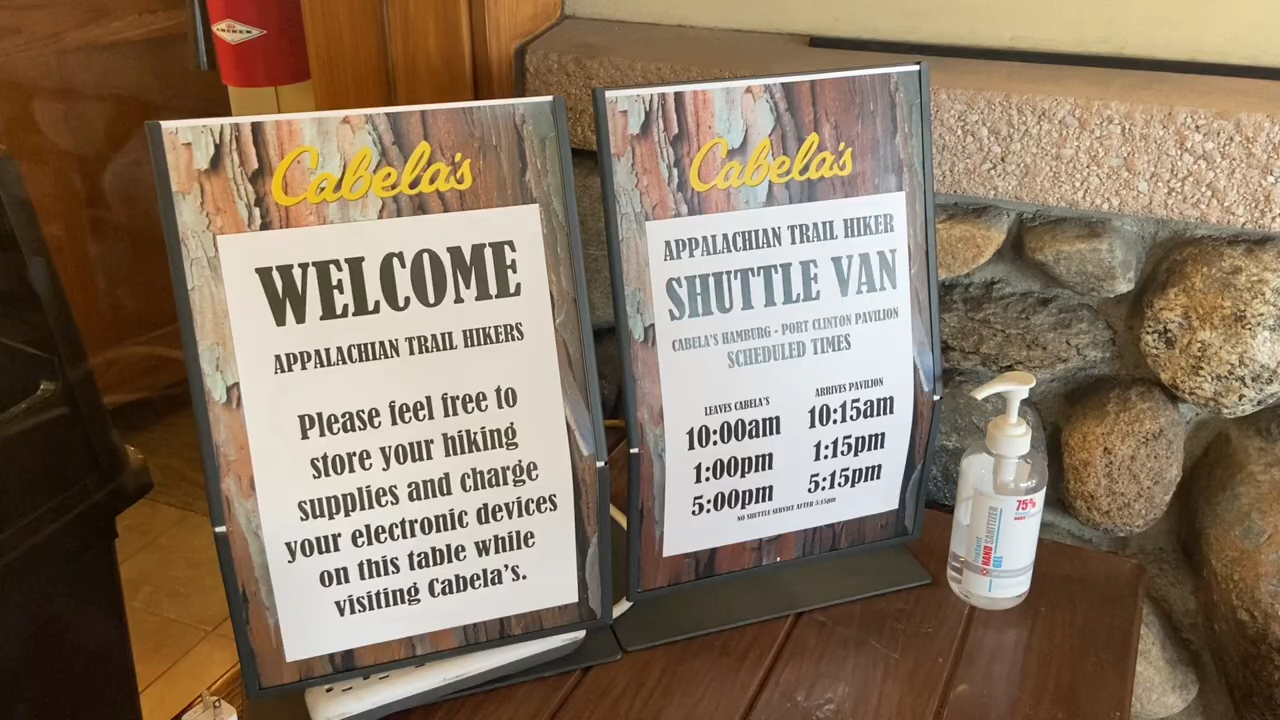 Cabela's
WELCOME
APPALACHIAN TRAIL HIKERS
Please feel free to
store your hiking
supplies and charge
your electronic devices
on this table while
visiting Cabela's.
Cabela's
APPALACHIAN TRAIL HIKER
SHUTTLE VAN
CABELA'S HAMBURG - PORT CLINTON PAVILION
SCHEDULED TIMES
LEAVES CABELA'S ARRIVES PAVILION
10:00am 10:15am
1:00pm 1:15pm
5:00pm 5:15pm
NO SHUTTLE SERVICE AFTER 5:15pm
75%
HAND SANITIZER
GEL